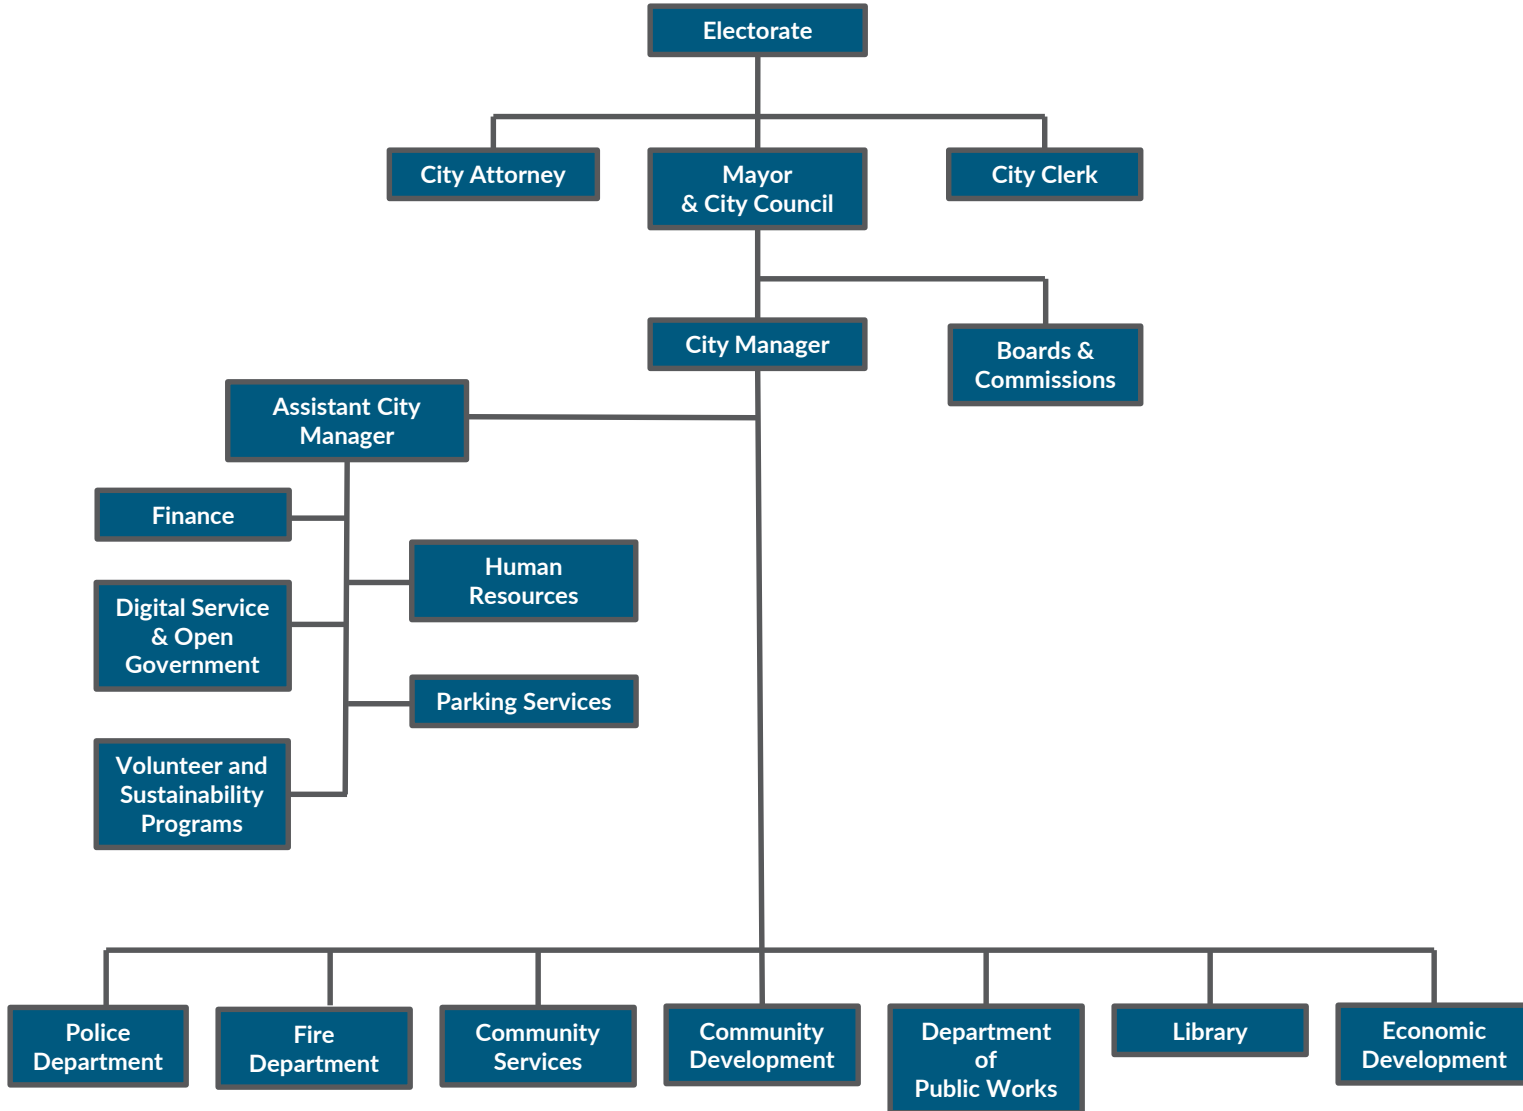 Electorate
City Attorney
Mayor
& City Council
City Clerk
City Manager
Boards &
Commissions
Assistant City
Manager
Finance
Human
Resources
Digital Service
& Open
Government
Parking Services
Volunteer and
Sustainability
Programs
Police
Department
Fire
Department
Community
Services
Community
Development
Department
of
Public Works
Library
Economic
Development